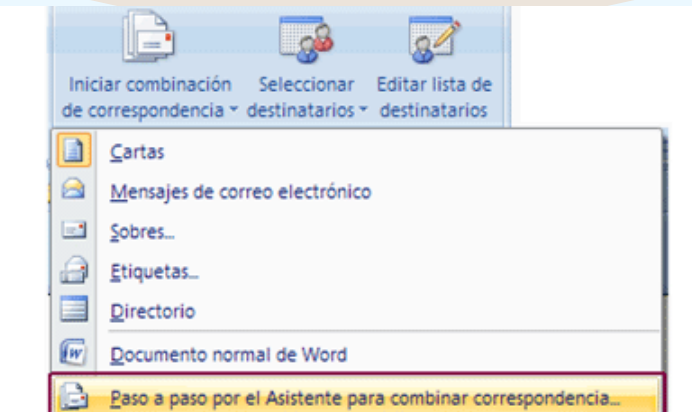 Iniciar combinación
de correspondencia
Seleccionar
destinatarios
Editar lista de
destinatarios
Cartas
Mensajes de correo electrónico
Sobres...
Etiquetas...
Directorio
Documento normal de Word
Paso a paso por el Asistente para combinar correspondencia...